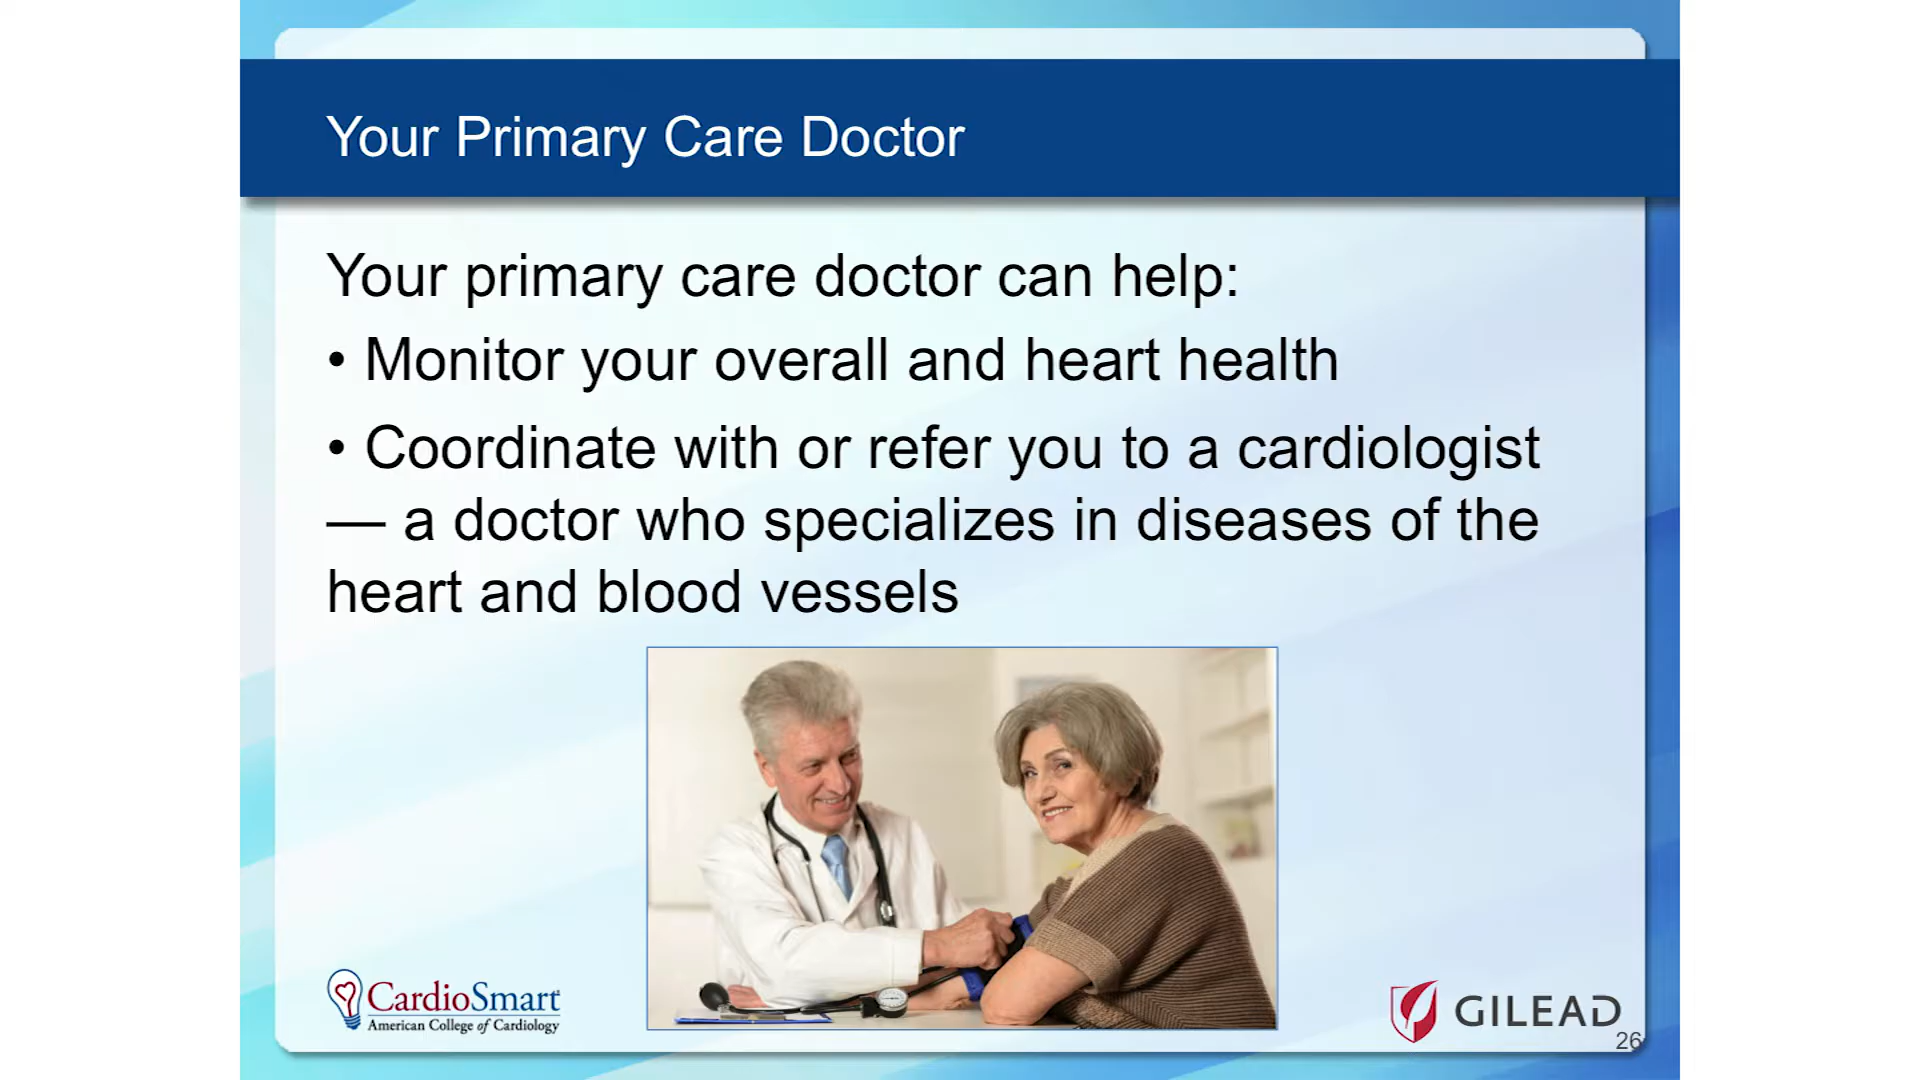 Your Primary Care Doctor
Your primary care doctor can help:
• Monitor your overall and heart health
• Coordinate with or refer you to a cardiologist
— a doctor who specializes in diseases of the
heart and blood vessels
CardioSmart
American College of Cardiology
GILEAD
26